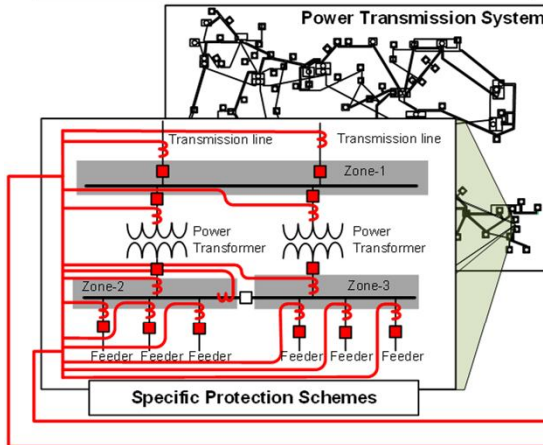 Power Transmission System
Transmission line
Transmission line
Zone-1
Power
Transformer
Power
Transformer
Zone-2
Zone-3
Feeder
Feeder
Feeder
Feeder
Feeder
Feeder
Specific Protection Schemes